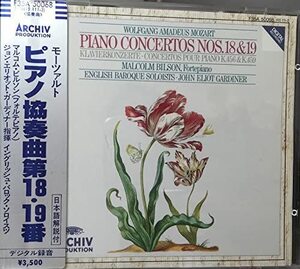 F35A 50068
ARCHIV
PRODUKTION
モーツァルト
ピアノ協奏曲第18・19番
マルコム・ビルソン(フォルテピアノ)
ジョン・エリオット・ガーディナー指揮
イングリッシュ・バロック・ソロイスツ
日本語解説付
デジタル録音
¥3,500
WOLFGANG AMADEUS MOZART
PIANO CONCERTOS NOS. 18 & 19
KLAVIERKONZERTE · CONCERTOS POUR PIANO K.456 & K.459
MALCOLM BILSON, Fortepiano
ENGLISH BAROQUE SOLOISTS · JOHN ELIOT GARDINER
ARCHIV
PRODUKTION